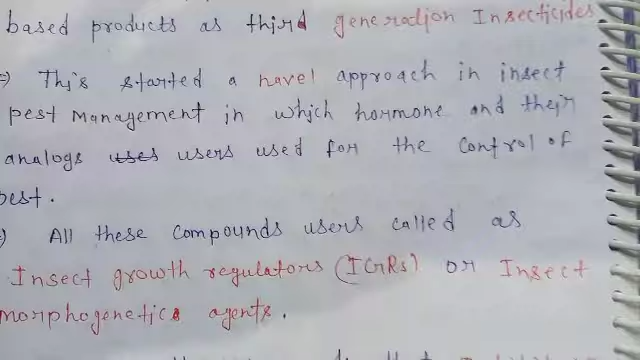 based products as third generation Insecticides
⇒ This started a navel approach in insect
pest Management in which hormone and their
analogs uses users used for the control of
pest.
⇒ All these compounds users called as
Insect growth regulators (IGRs) or Insect
morphogenetics agents.